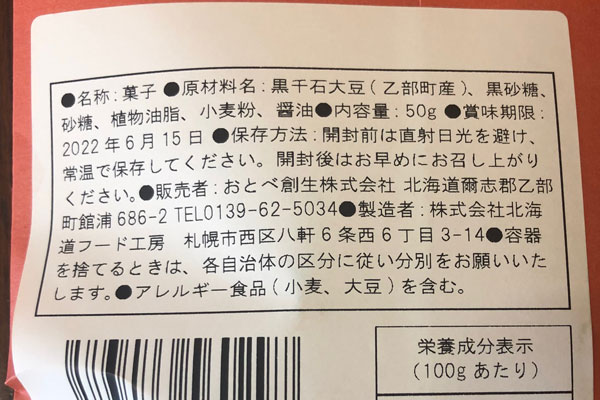 ●名称:菓子 ●原材料名:黒千石大豆(乙部町産)、黒砂糖、
砂糖、植物油脂、小麦粉、醤油●内容量:50g ●賞味期限:
2022年6月15日 ●保存方法:開封前は直射日光を避け、
常温で保存してください。開封後はお早めにお召し上がり
ください。●販売者:おとべ創生株式会社 北海道爾志郡乙部
町館浦686-2 TEL0139-62-5034●製造者:株式会社北海
道フード工房 札幌市西区八軒6条西6丁目3-14●容器
を捨てるときは、各自治体の区分に従い分別をお願いいた
します。●アレルギー食品(小麦、大豆)を含む。
栄養成分表示
(100gあたり)